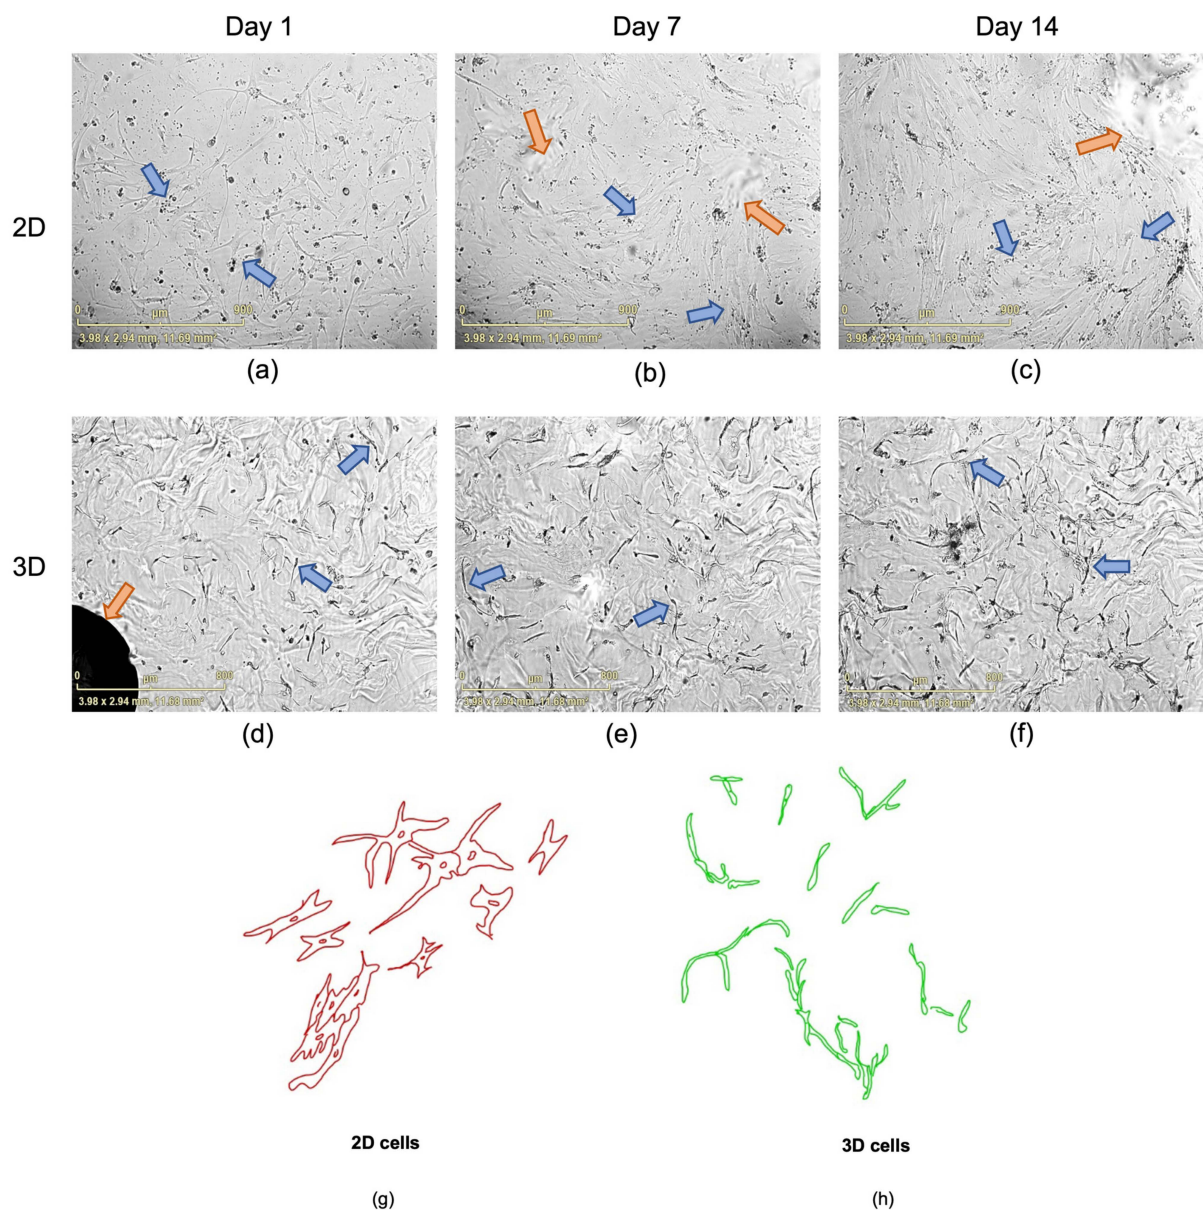 Day 1
Day 7
Day 14
2D
0 900
µm
3.98 x 2.94 mm, 11.69 mm²
0 900
µm
3.98 x 2.94 mm, 11.69 mm²
0 900
µm
3.98 x 2.94 mm, 11.69 mm²
(a)
(b)
(c)
3D
0 800
µm
3.98 x 2.94 mm, 11.68 mm²
0 800
µm
3.98 x 2.94 mm, 11.68 mm²
0 800
µm
3.98 x 2.94 mm, 11.68 mm²
(d)
(e)
(f)
2D cells
3D cells
(g)
(h)